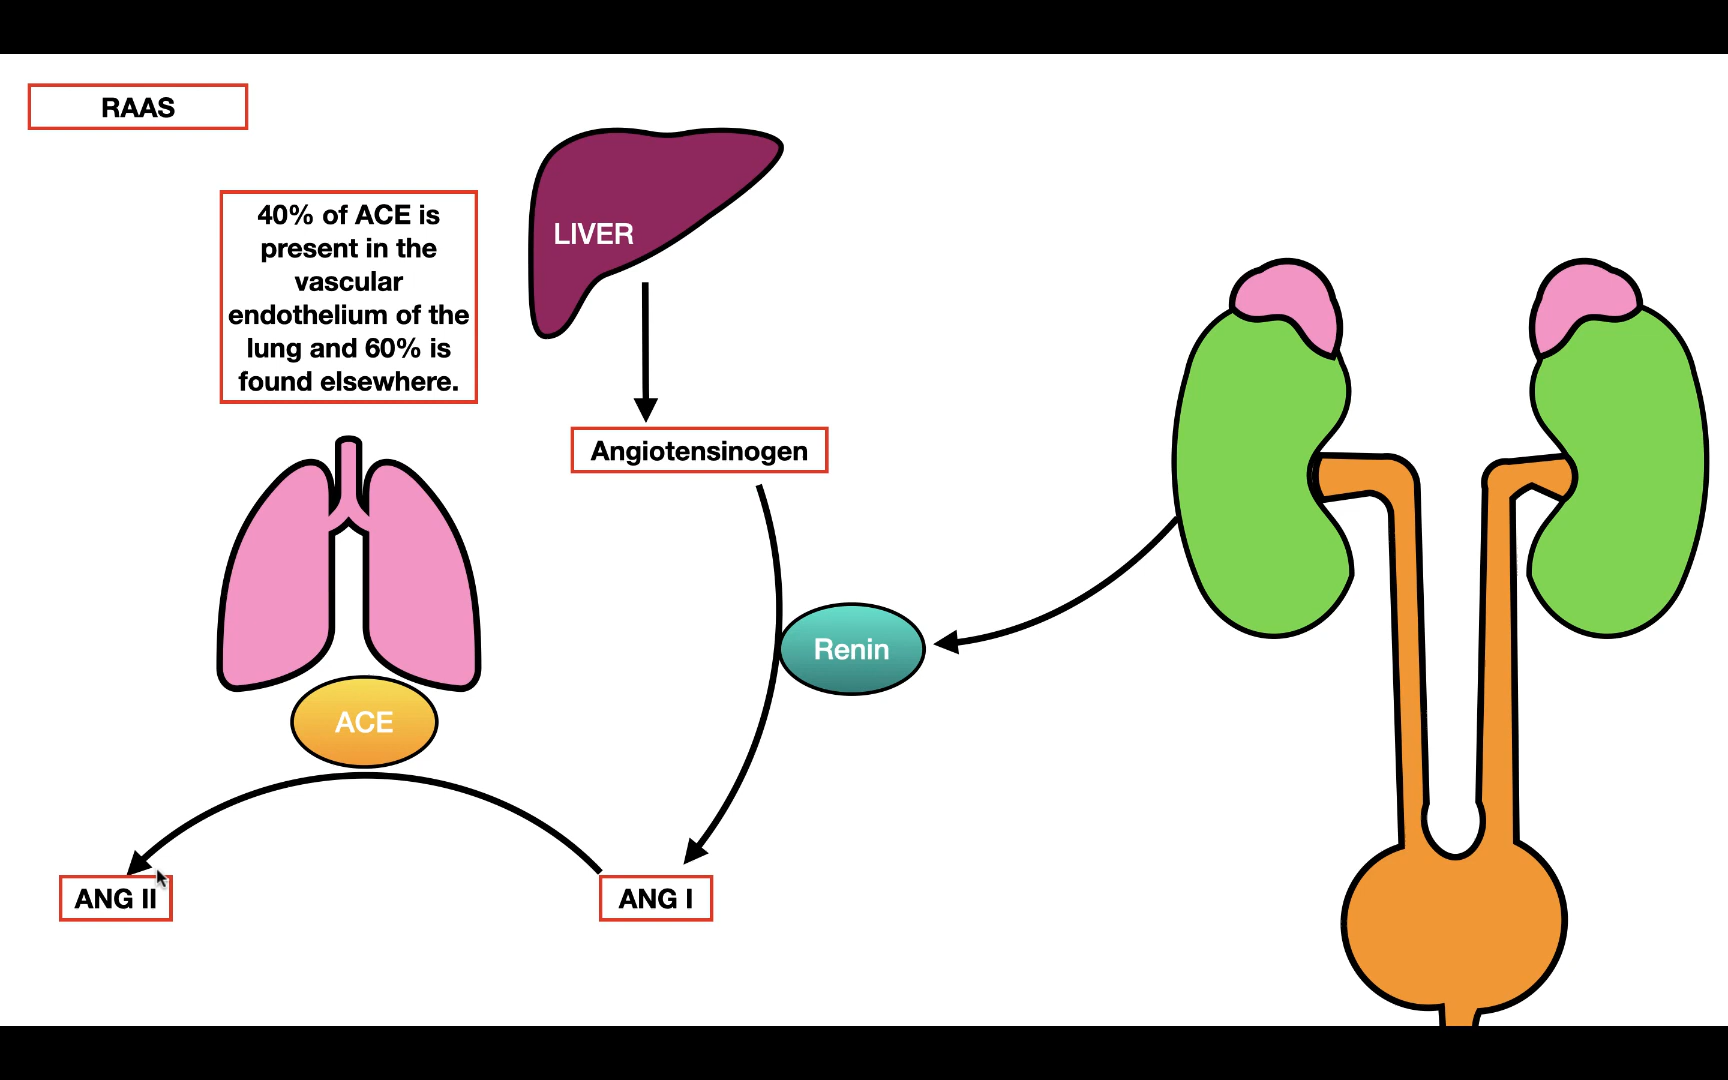 RAAS
40% of ACE is
present in the
vascular
endothelium of the
lung and 60% is
found elsewhere.
LIVER
Angiotensinogen
Renin
ACE
ANG II
ANG I